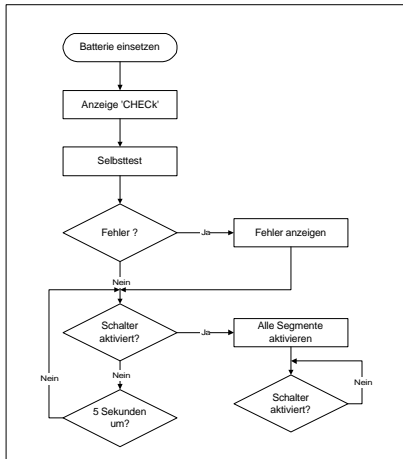 Batterie einsetzen
Anzeige 'CHECk'
Selbsttest
Fehler ?
Ja
Fehler anzeigen
Nein
Schalter
aktiviert?
Ja
Alle Segmente
aktivieren
Nein
Nein
Nein
5 Sekunden
um?
Schalter
aktiviert?